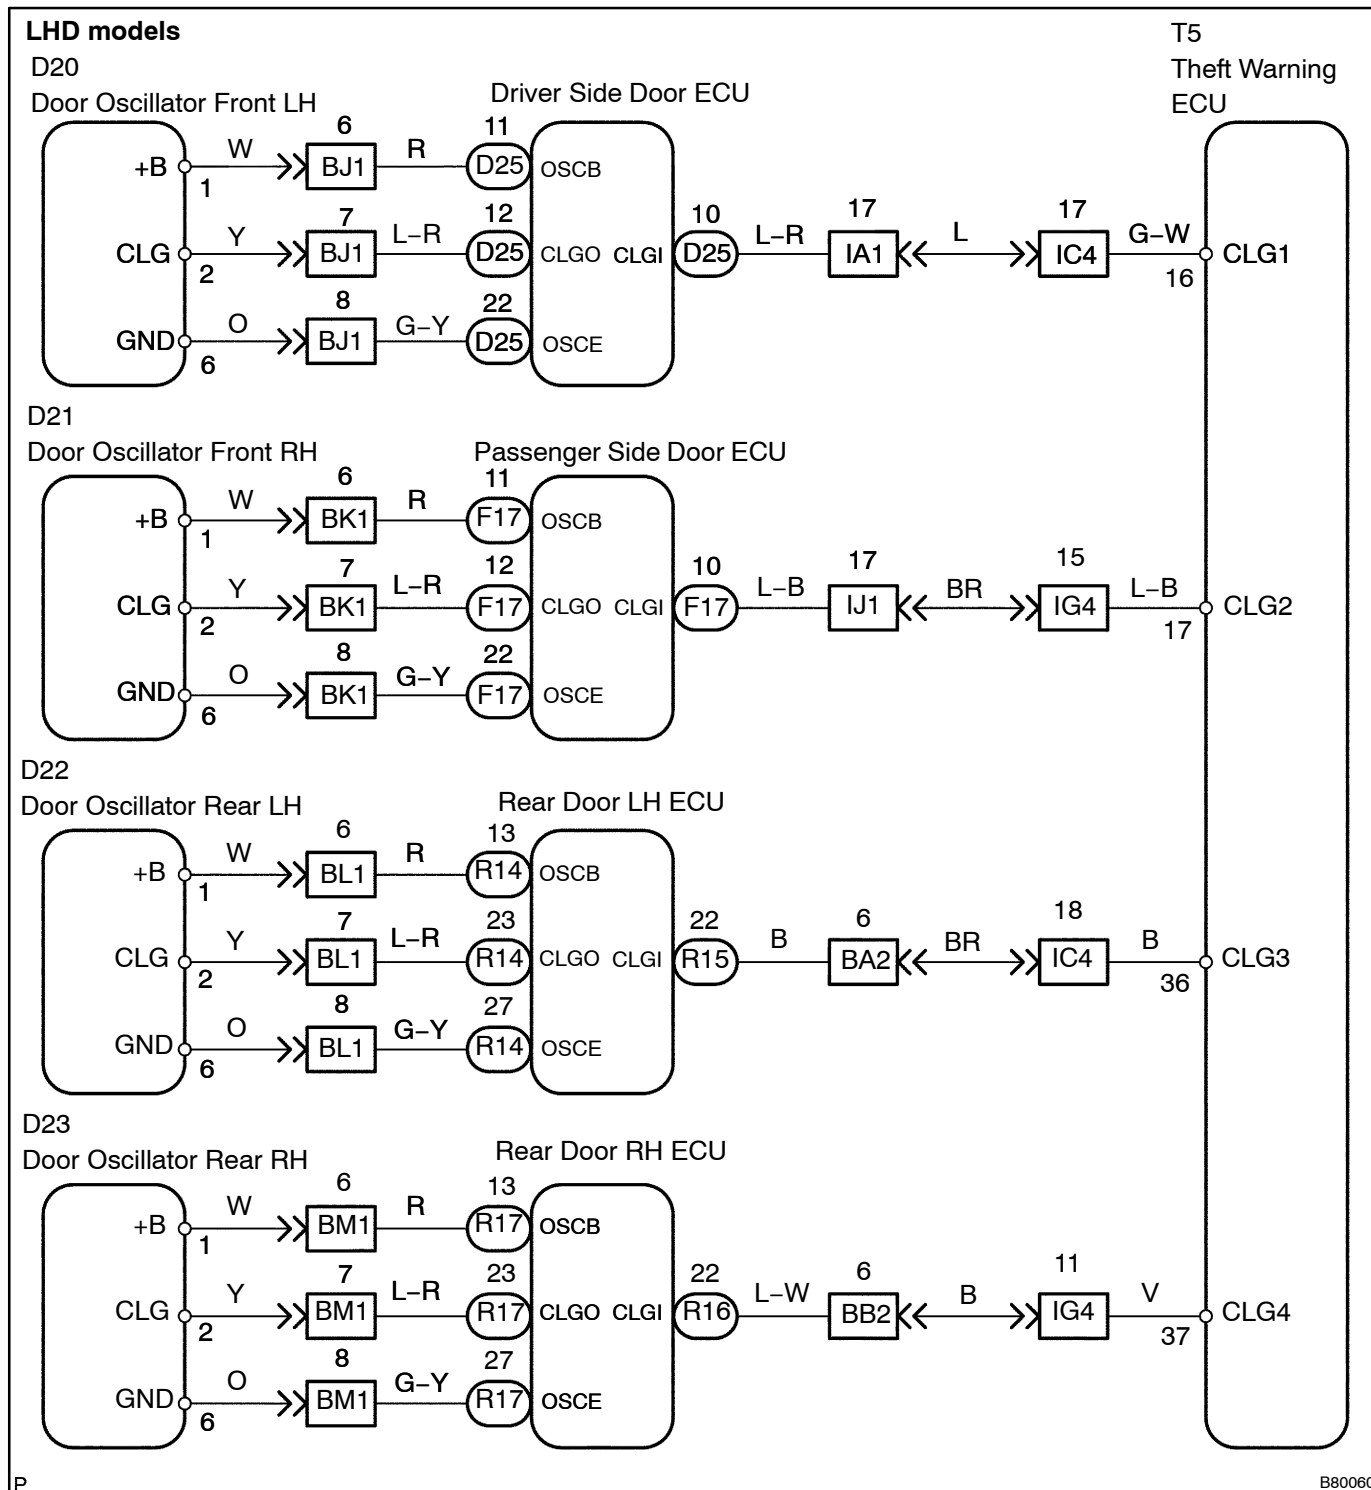 LHD models
T5
Theft Warning
ECU
D20
Door Oscillator Front LH
Driver Side Door ECU
6 11
+B 1 W BJ1 R D25 OSCB
7 12 10 17 17
CLG 2 Y BJ1 L–R D25 CLGO CLGI D25 L–R IA1 L IC4 G–W 16 CLG1
8 22
GND 6 O BJ1 G–Y D25 OSCE
D21
Door Oscillator Front RH
Passenger Side Door ECU
6 11
+B 1 W BK1 R F17 OSCB
7 12 10 17 15
CLG 2 Y BK1 L–R F17 CLGO CLGI F17 L–B IJ1 BR IG4 L–B 17 CLG2
8 22
GND 6 O BK1 G–Y F17 OSCE
D22
Door Oscillator Rear LH
Rear Door LH ECU
6 13
+B 1 W BL1 R R14 OSCB
7 23 22 6 18
CLG 2 Y BL1 L–R R14 CLGO CLGI R15 B BA2 BR IC4 B 36 CLG3
8 27
GND 6 O BL1 G–Y R14 OSCE
D23
Door Oscillator Rear RH
Rear Door RH ECU
6 13
+B 1 W BM1 R R17 OSCB
7 23 22 6 11
CLG 2 Y BM1 L–R R17 CLGO CLGI R16 L–W BB2 B IG4 V 37 CLG4
8 27
GND 6 O BM1 G–Y R17 OSCE
P
B80060